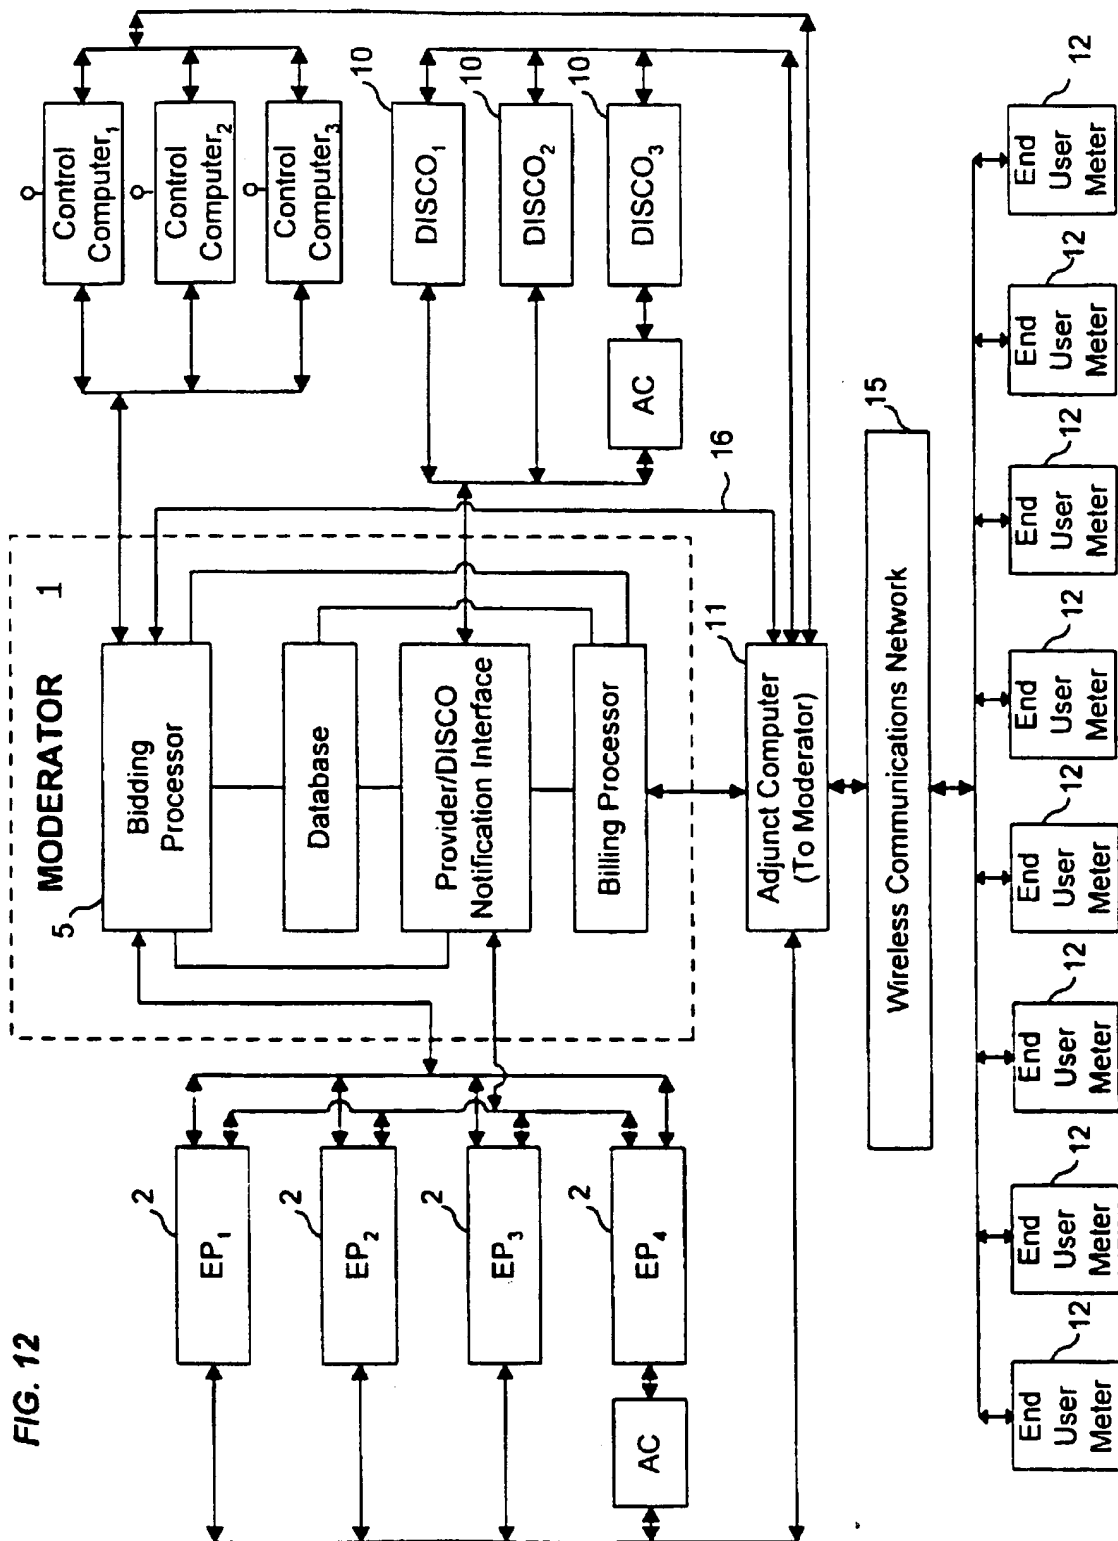 FIG. 12
MODERATOR 1
5
Bidding
Processor
Database
Provider/DISCO
Notification Interface
Billing Processor
2
EP1
2
EP2
2
EP3
2
EP4
AC
Control
Computer1
Control
Computer2
Control
Computer3
10
DISCO1
10
DISCO2
10
DISCO3
AC
16
11
Adjunct Computer
(To Moderator)
15
Wireless Communications Network
12
End
User
Meter
12
End
User
Meter
12
End
User
Meter
12
End
User
Meter
12
End
User
Meter
12
End
User
Meter
12
End
User
Meter
12
End
User
Meter